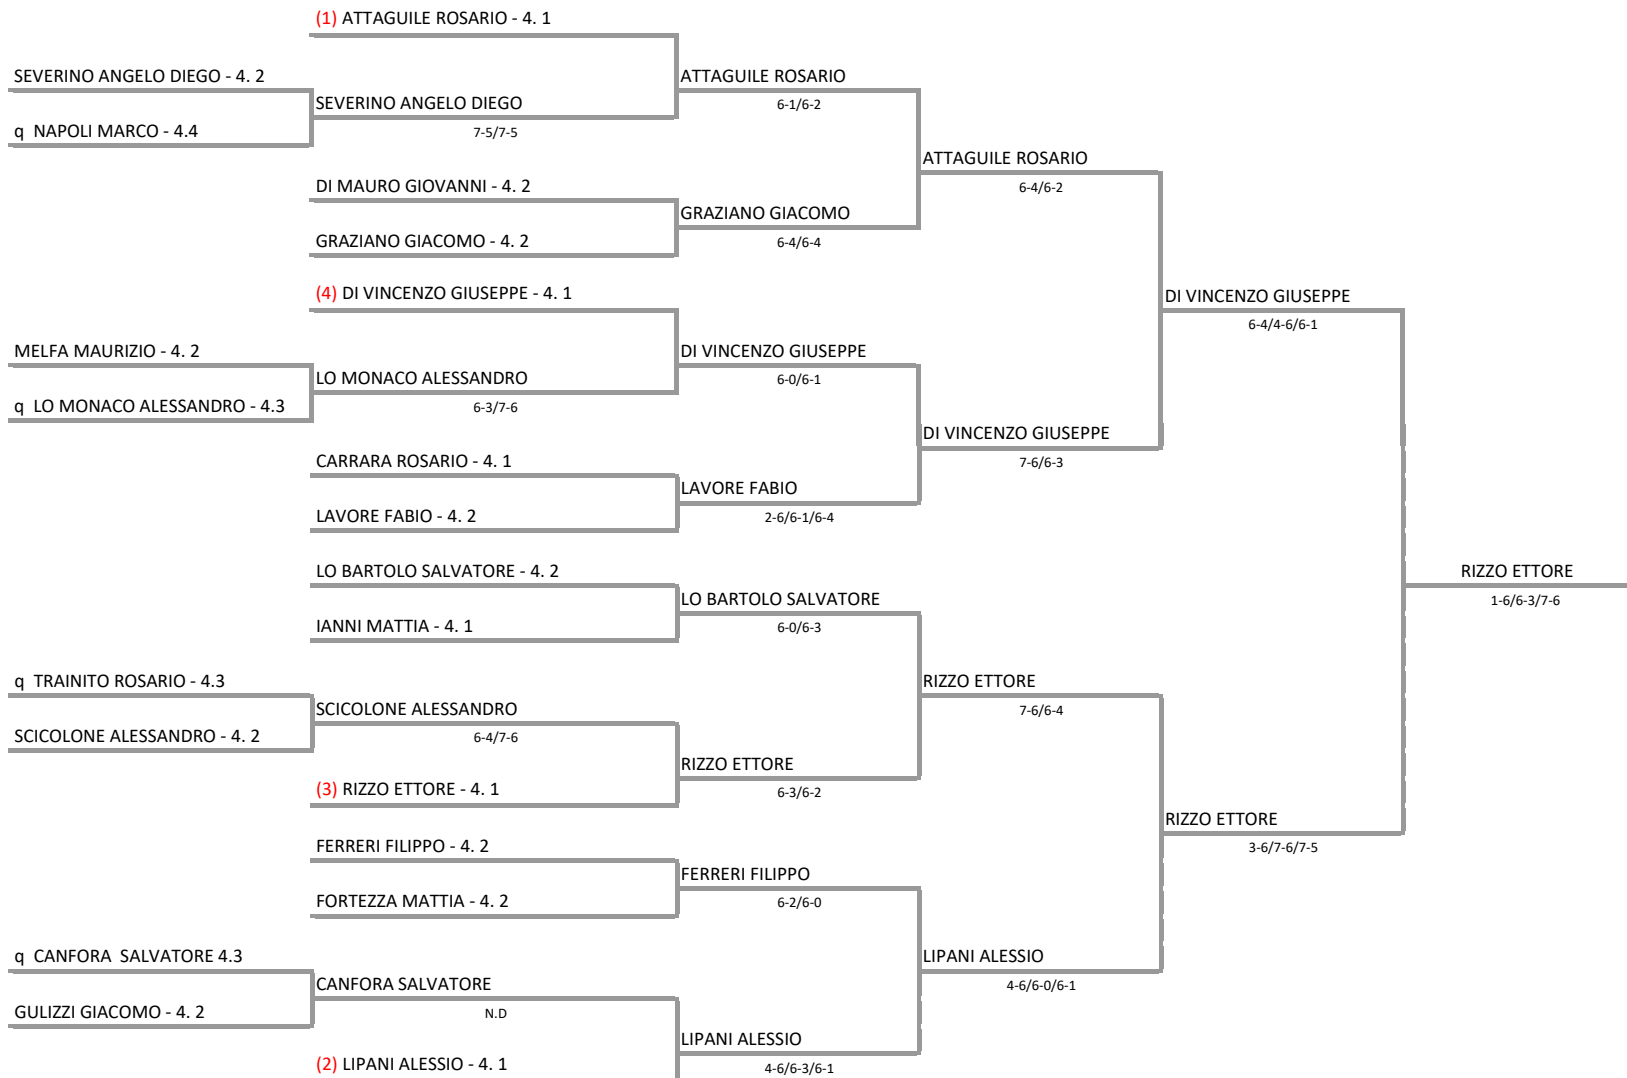 (1) ATTAGUILE ROSARIO - 4. 1
SEVERINO ANGELO DIEGO - 4. 2
ATTAGUILE ROSARIO
SEVERINO ANGELO DIEGO
6-1/6-2
q NAPOLI MARCO - 4.4
7-5/7-5
ATTAGUILE ROSARIO
DI MAURO GIOVANNI - 4. 2
6-4/6-2
GRAZIANO GIACOMO
GRAZIANO GIACOMO - 4. 2
6-4/6-4
(4) DI VINCENZO GIUSEPPE - 4. 1
DI VINCENZO GIUSEPPE
6-4/4-6/6-1
MELFA MAURIZIO - 4. 2
DI VINCENZO GIUSEPPE
LO MONACO ALESSANDRO
6-0/6-1
q LO MONACO ALESSANDRO - 4.3
6-3/7-6
DI VINCENZO GIUSEPPE
CARRARA ROSARIO - 4. 1
7-6/6-3
LAVORE FABIO
LAVORE FABIO - 4. 2
2-6/6-1/6-4
LO BARTOLO SALVATORE - 4. 2
RIZZO ETTORE
LO BARTOLO SALVATORE
1-6/6-3/7-6
IANNI MATTIA - 4. 1
6-0/6-3
q TRAINITO ROSARIO - 4.3
RIZZO ETTORE
SCICOLONE ALESSANDRO
7-6/6-4
SCICOLONE ALESSANDRO - 4. 2
6-4/7-6
RIZZO ETTORE
(3) RIZZO ETTORE - 4. 1
6-3/6-2
RIZZO ETTORE
FERRERI FILIPPO - 4. 2
3-6/7-6/7-5
FERRERI FILIPPO
FORTEZZA MATTIA - 4. 2
6-2/6-0
q CANFORA SALVATORE 4.3
LIPANI ALESSIO
CANFORA SALVATORE
4-6/6-0/6-1
GULIZZI GIACOMO - 4. 2
N.D
LIPANI ALESSIO
(2) LIPANI ALESSIO - 4. 1
4-6/6-3/6-1